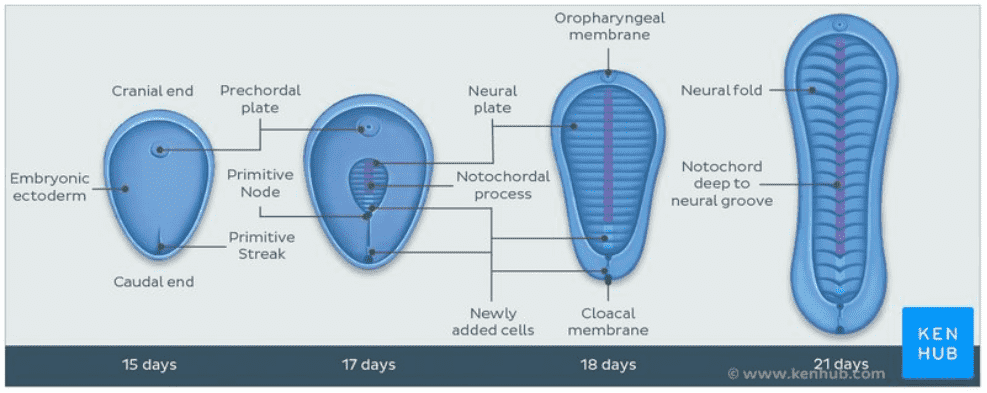 Cranial end
Embryonic
ectoderm
Caudal end
Prechordal
plate
Primitive
Node
Primitive
Streak
Neural
plate
Notochordal
process
Newly
added cells
Oropharyngeal
membrane
Cloacal
membrane
Neural fold
Notochord
deep to
neural groove
KEN
HUB
15 days
17 days
18 days
21 days
© www.kenhub.com